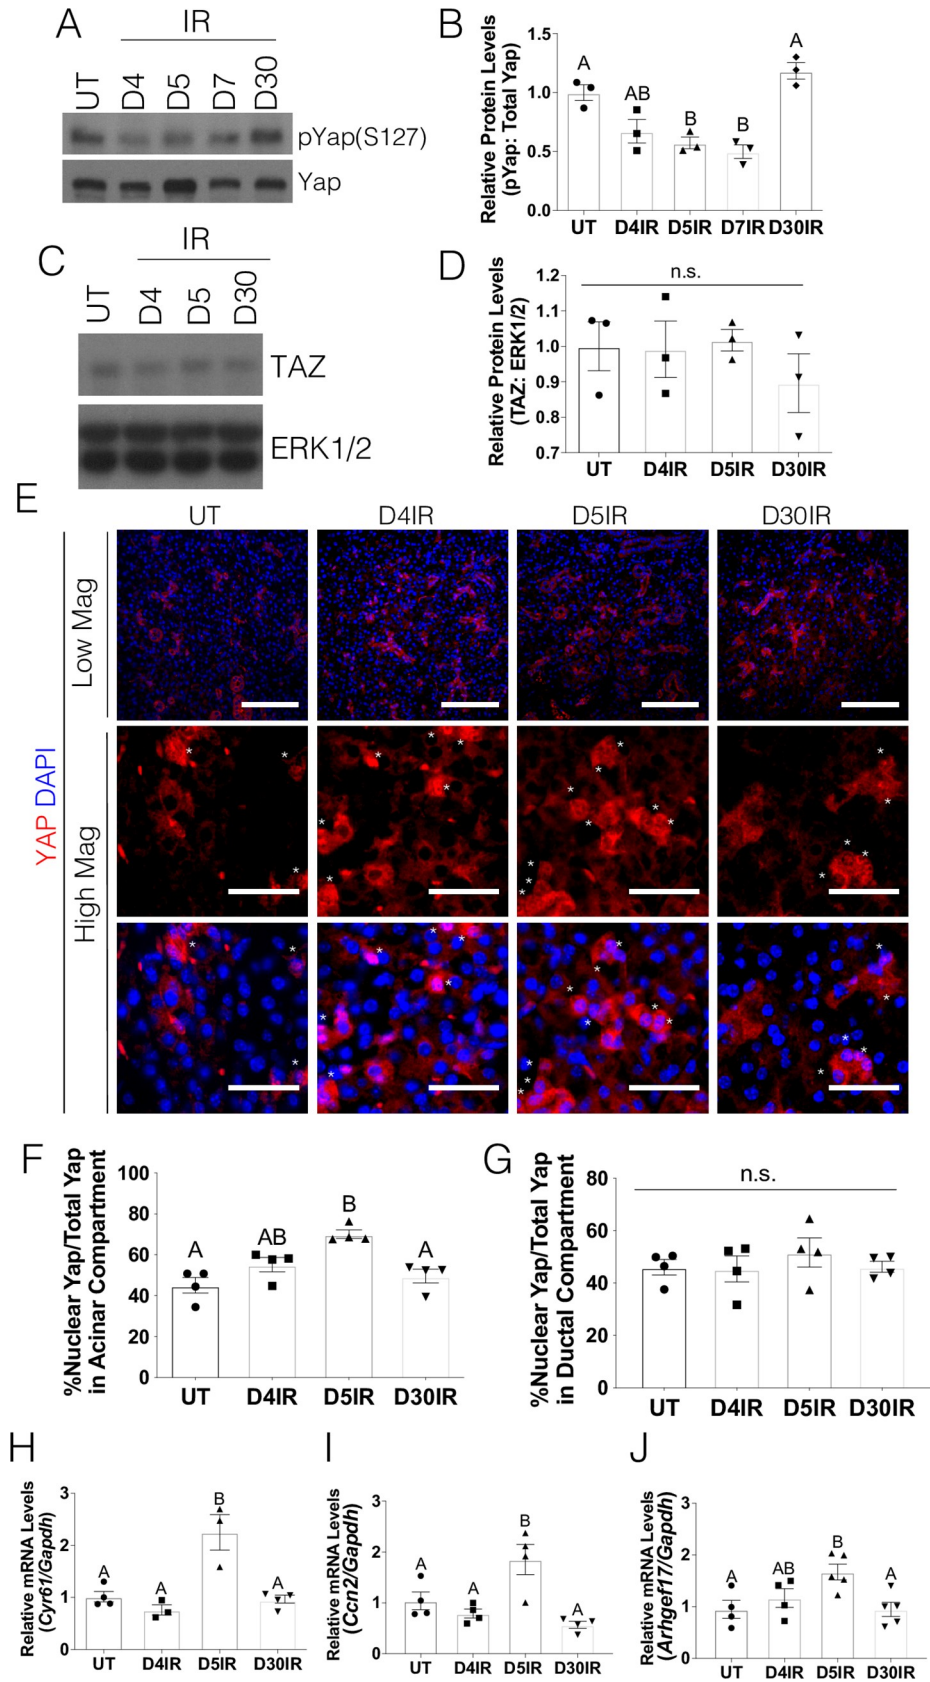 A
IR
UT
D4
D5
D7
D30
pYap(S127)
Yap
B
Relative Protein Levels
(pYap: Total Yap)
1.5
1.0
0.5
0.0
A
AB
B
B
A
UT
D4IR
D5IR
D7IR
D30IR
C
IR
UT
D4
D5
D30
TAZ
ERK1/2
D
Relative Protein Levels
(TAZ: ERK1/2)
1.2
1.1
1.0
0.9
0.8
0.7
n.s.
UT
D4IR
D5IR
D30IR
E
UT
D4IR
D5IR
D30IR
Low Mag
High Mag
YAP DAPI
F
%Nuclear Yap/Total Yap
in Acinar Compartment
100
80
60
40
20
0
A
AB
B
A
UT
D4IR
D5IR
D30IR
G
%Nuclear Yap/Total Yap
in Ductal Compartment
80
60
40
20
0
n.s.
UT
D4IR
D5IR
D30IR
H
Relative mRNA Levels
(Cyr61/Gapdh)
3
2
1
0
A
A
B
A
UT
D4IR
D5IR
D30IR
I
Relative mRNA Levels
(Ccn2/Gapdh)
3
2
1
0
A
A
B
A
UT
D4IR
D5IR
D30IR
J
Relative mRNA Levels
(Arhgef17/Gapdh)
3
2
1
0
A
AB
B
A
UT
D4IR
D5IR
D30IR